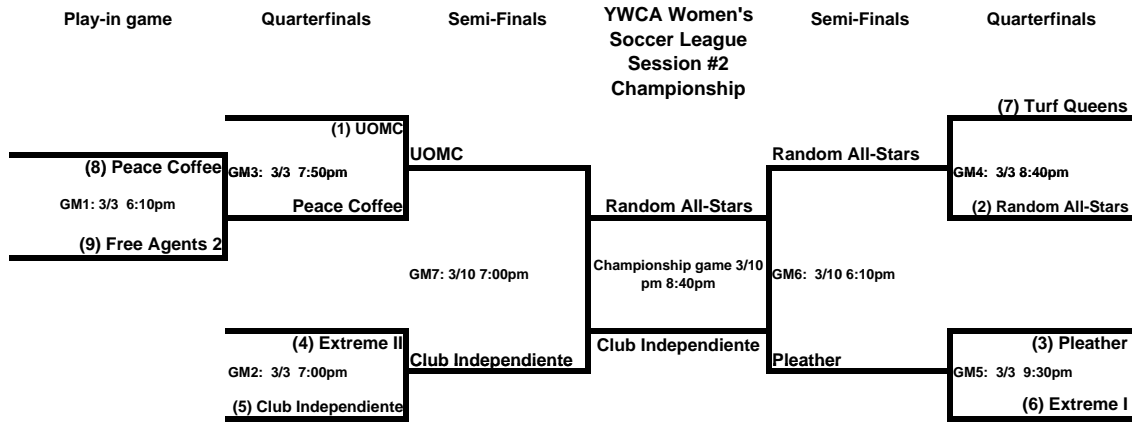 Play-in game
Quarterfinals
Semi-Finals
YWCA Women's
Soccer League
Session #2
Championship
Semi-Finals
Quarterfinals
(7) Turf Queens
(1) UOMC
UOMC
Random All-Stars
(8) Peace Coffee
GM3: 3/3 7:50pm
GM4: 3/3 8:40pm
GM1: 3/3 6:10pm
Peace Coffee
Random All-Stars
(2) Random All-Stars
(9) Free Agents 2
GM7: 3/10 7:00pm
Championship game 3/10
pm 8:40pm
GM6: 3/10 6:10pm
(4) Extreme II
Club Independiente
(3) Pleather
Club Independiente
Pleather
GM2: 3/3 7:00pm
GM5: 3/3 9:30pm
(5) Club Independiente
(6) Extreme I